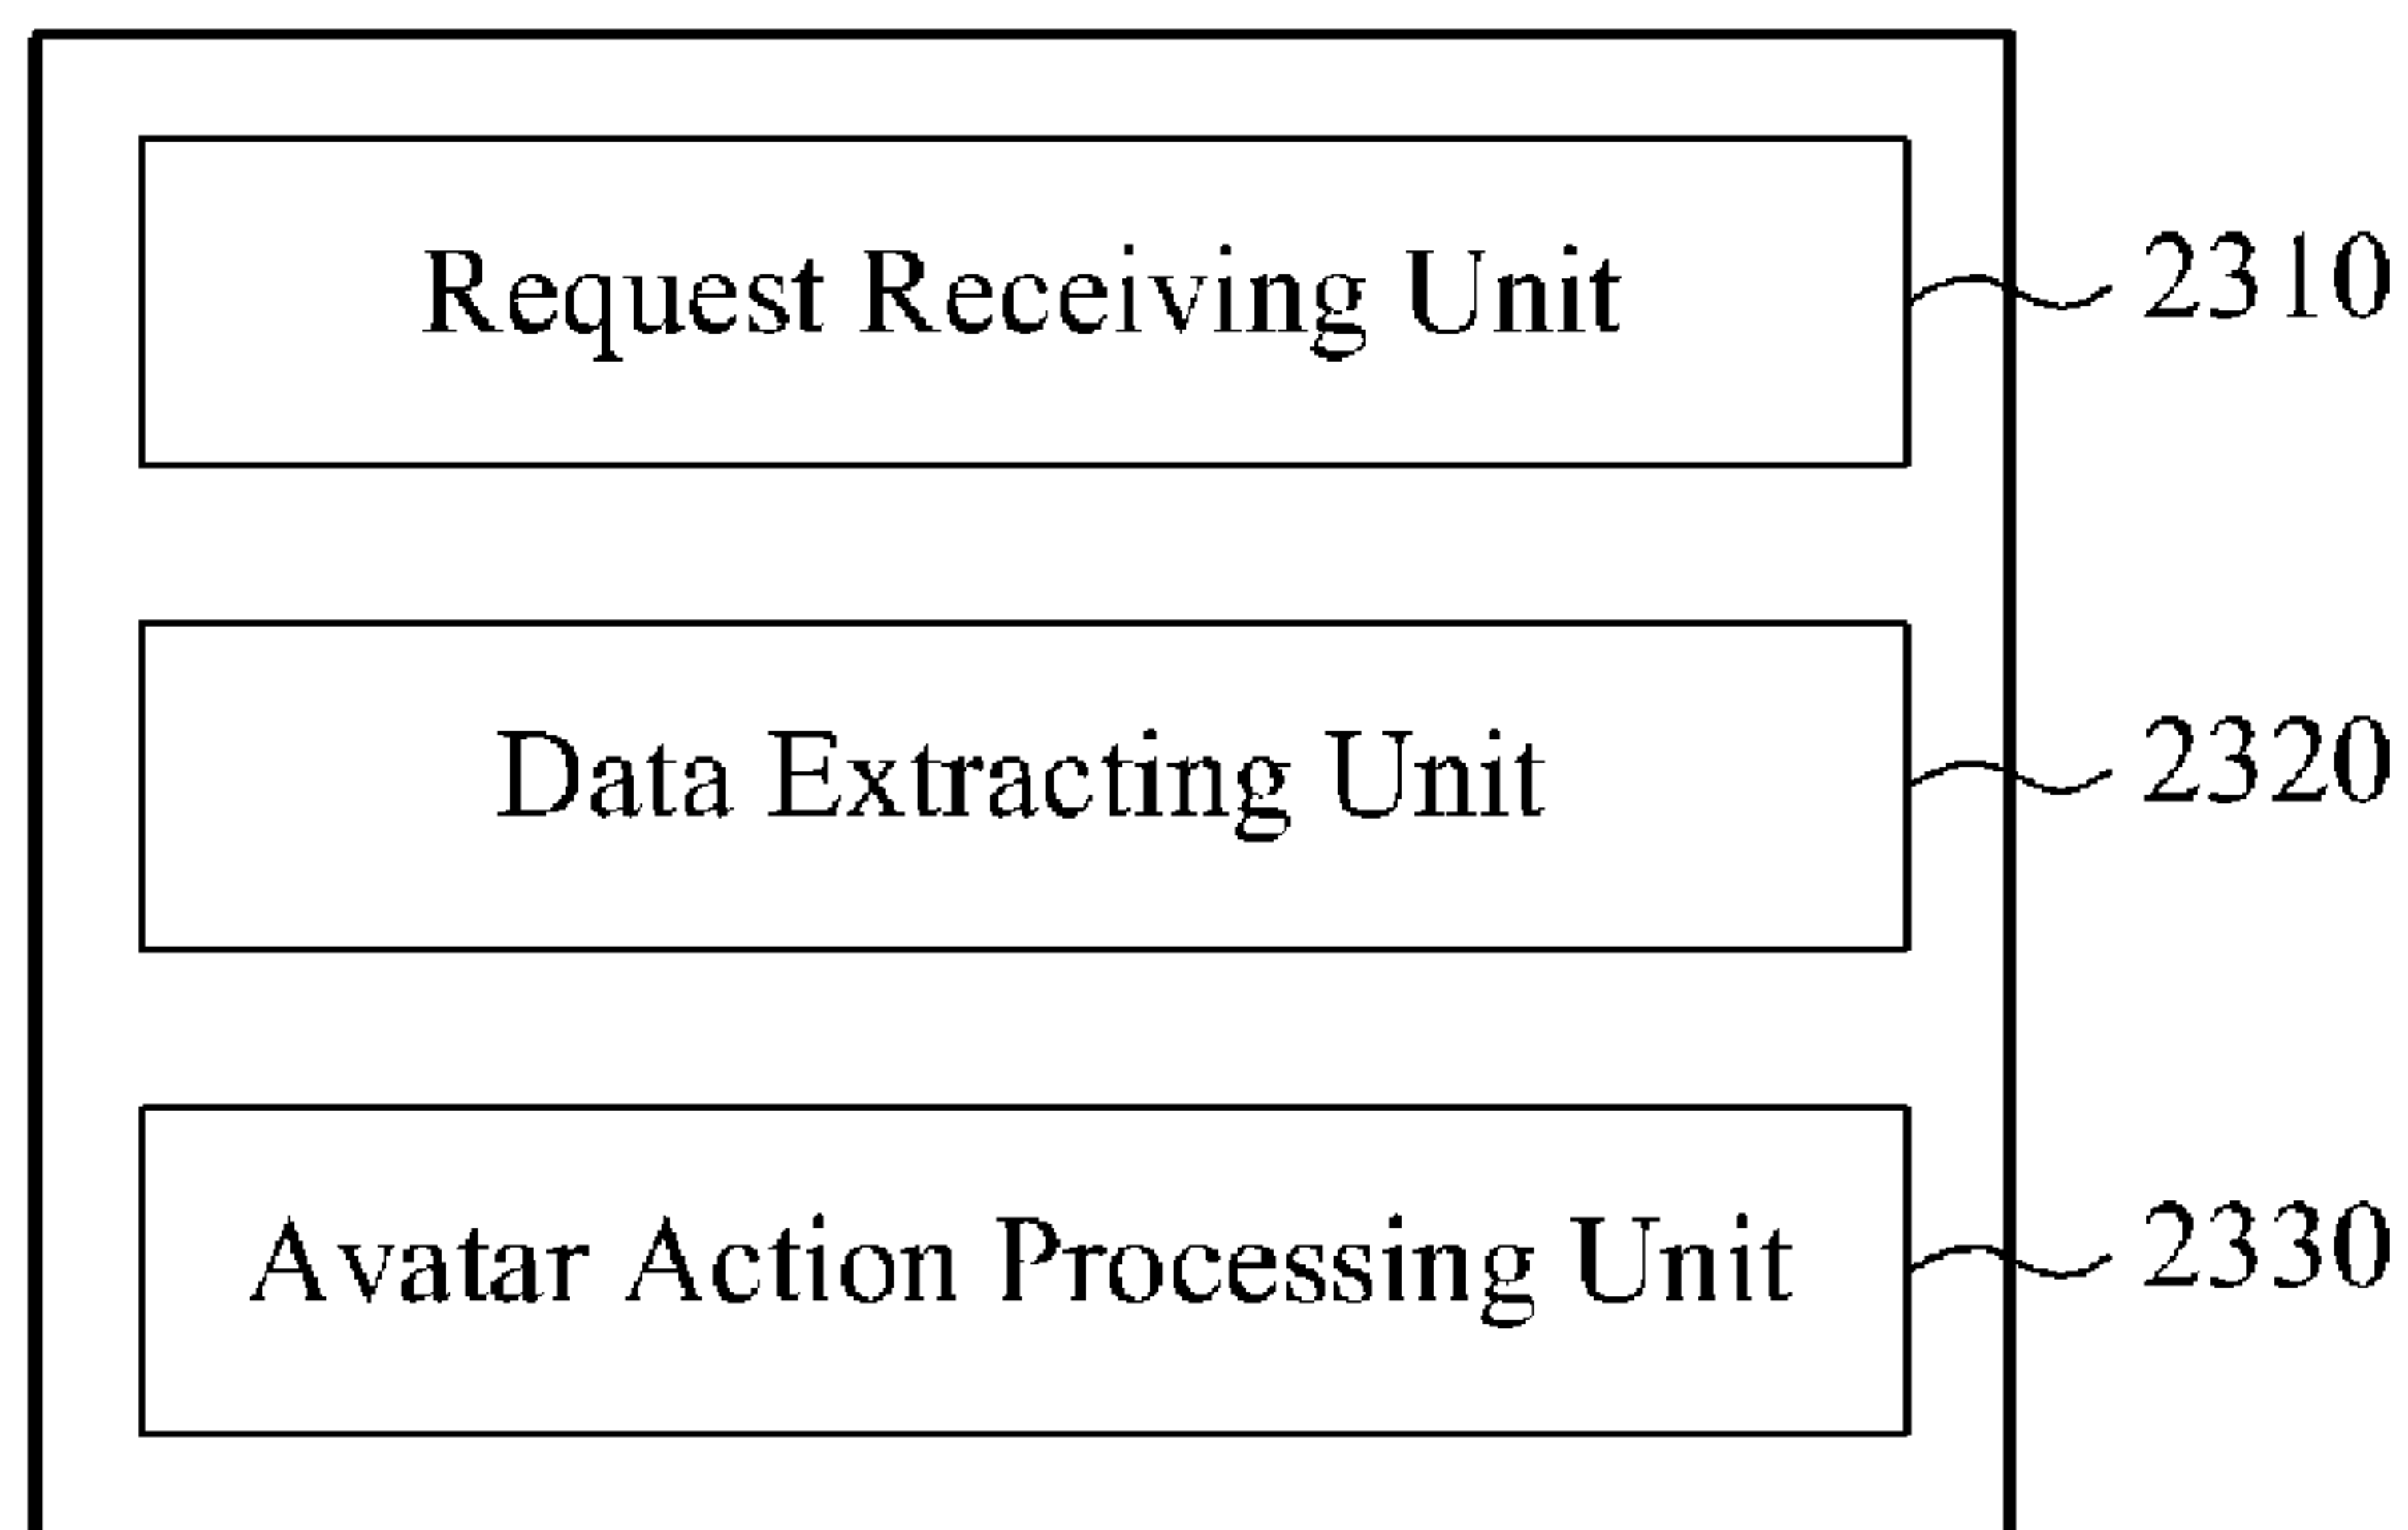 Request Receiving Unit 2310
Data Extracting Unit 2320
Avatar Action Processing Unit 2330